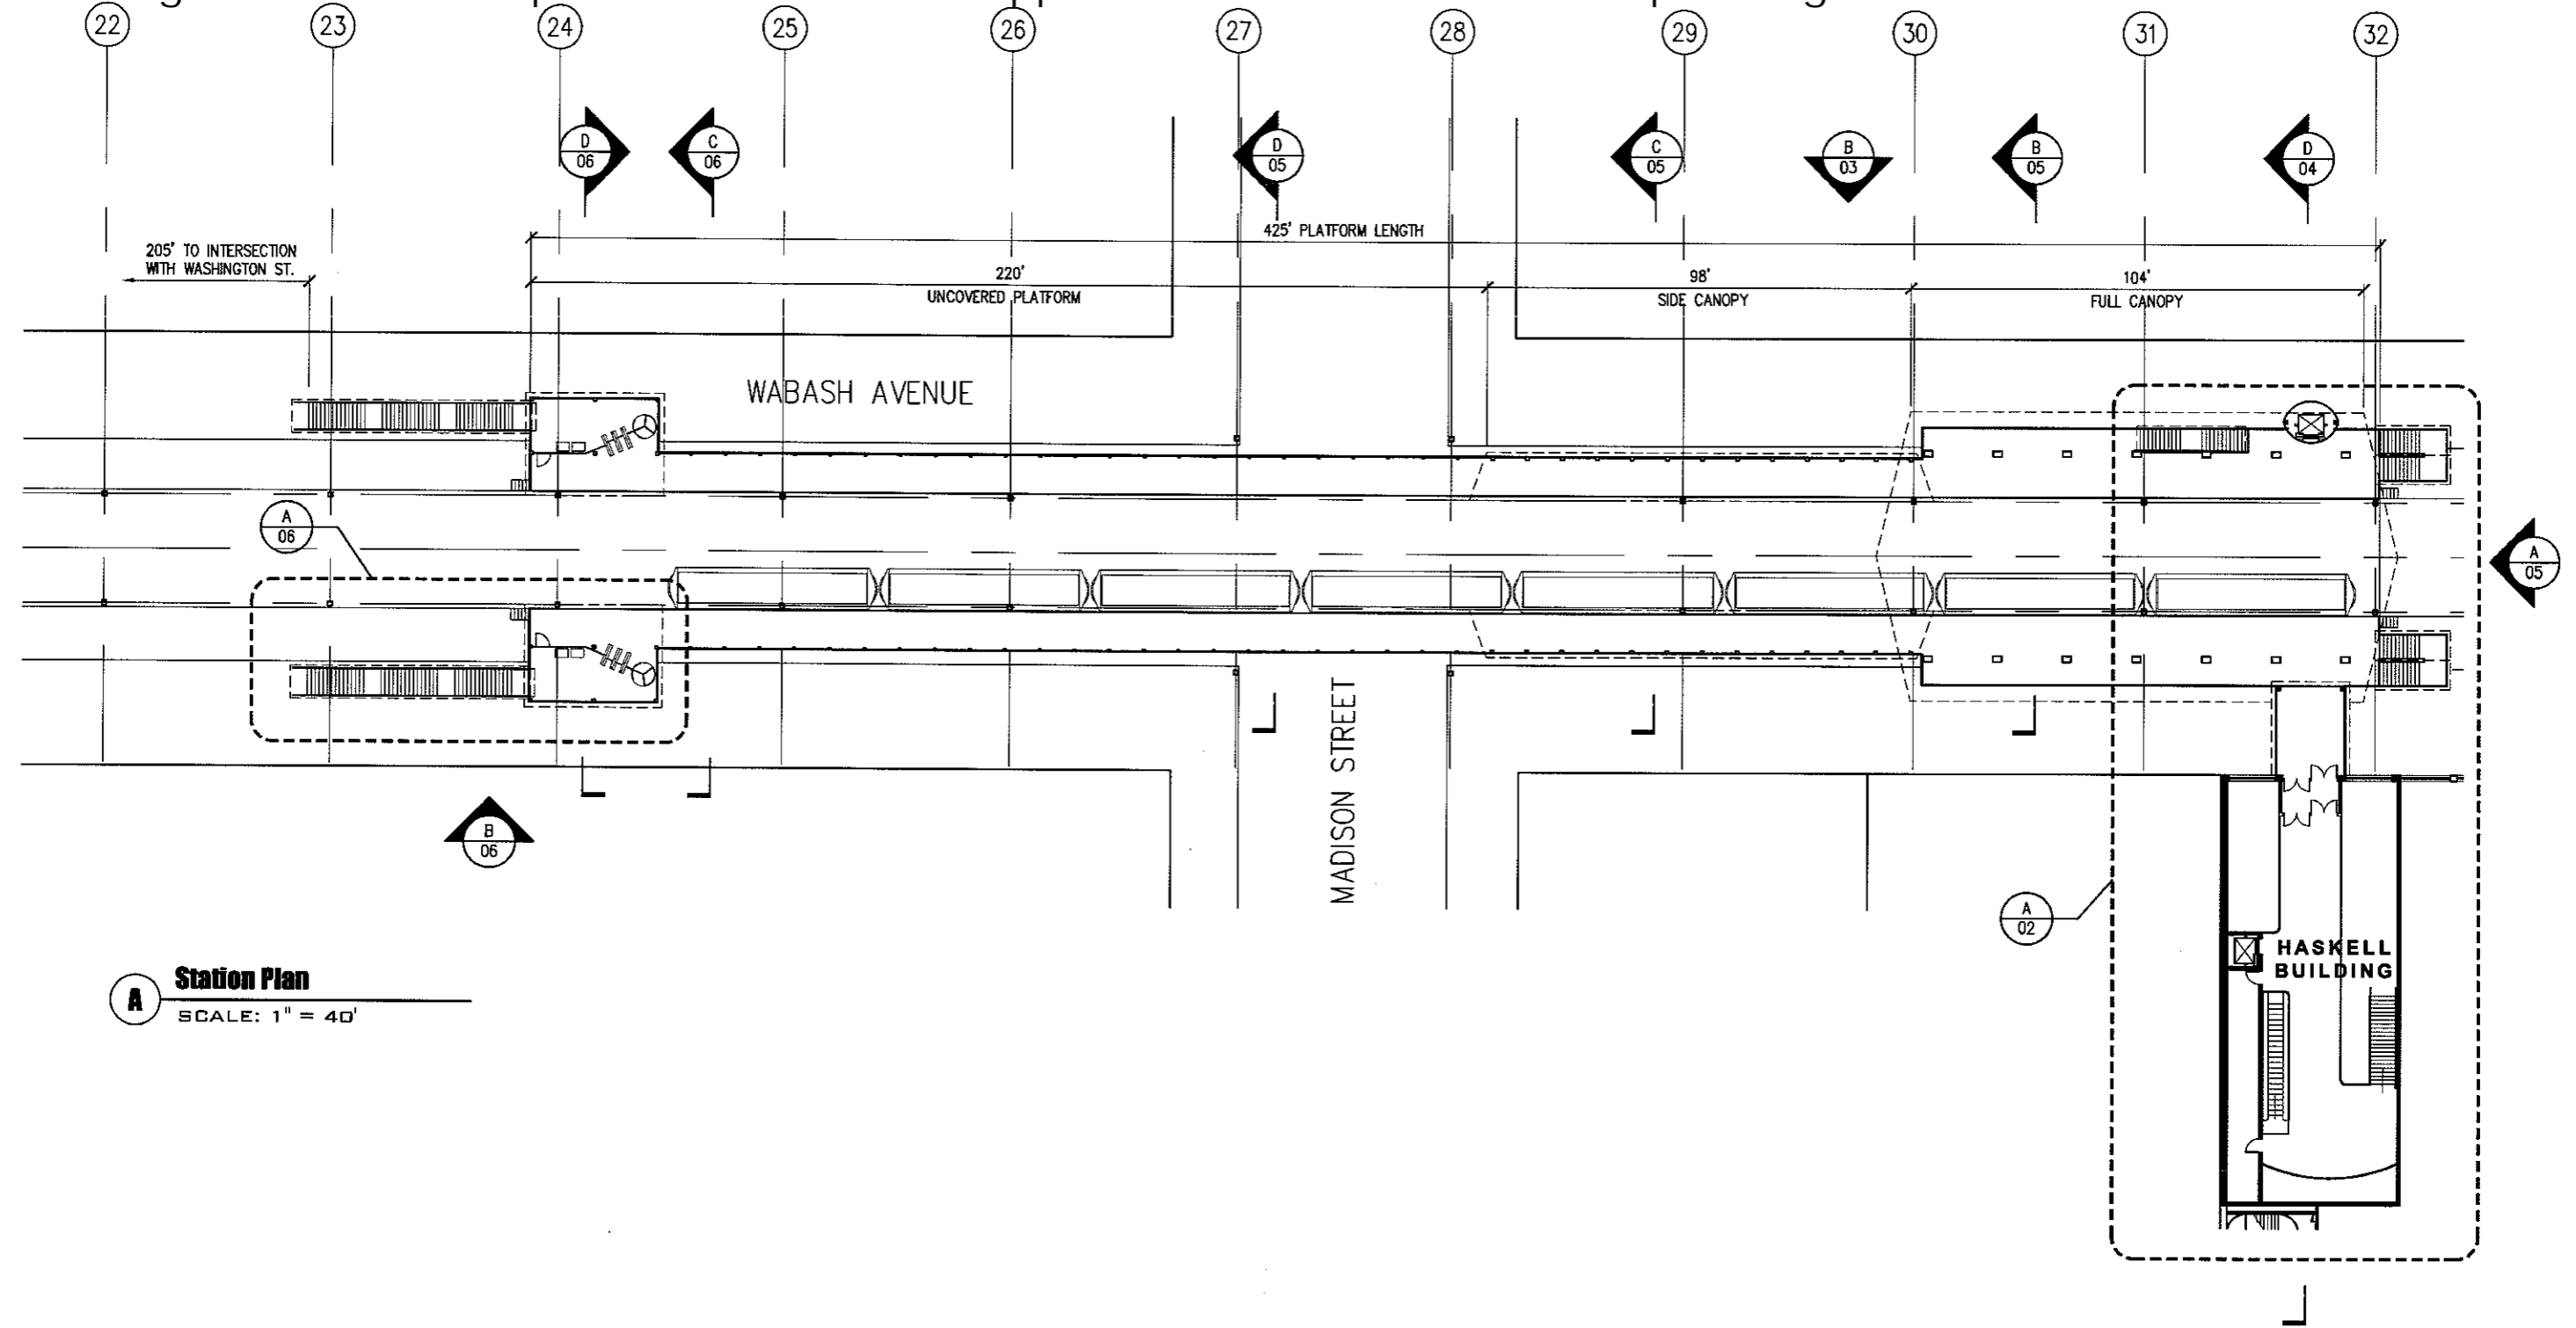 22
23
24
25
26
27
28
29
30
31
32
D
06
C
06
D
05
C
05
B
03
B
05
D
04
425' PLATFORM LENGTH
205' TO INTERSECTION
WITH WASHINGTON ST.
220'
UNCOVERED PLATFORM
98'
SIDE CANOPY
104'
FULL CANOPY
WABASH AVENUE
A
06
A
05
MADISON STREET
B
06
A
02
HASKELL
BUILDING
A
Station Plan
SCALE: 1" = 40'